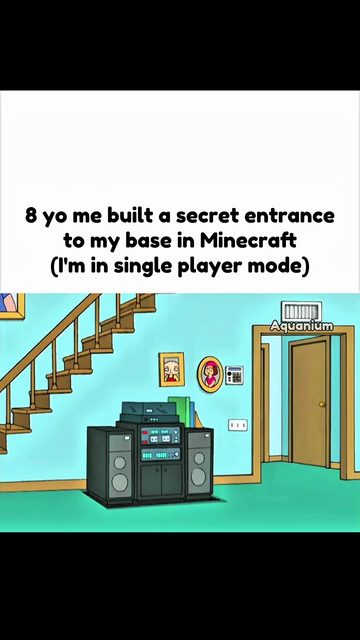 8 yo me built a secret entrance
to my base in Minecraft
(I'm in single player mode)
Aquanium